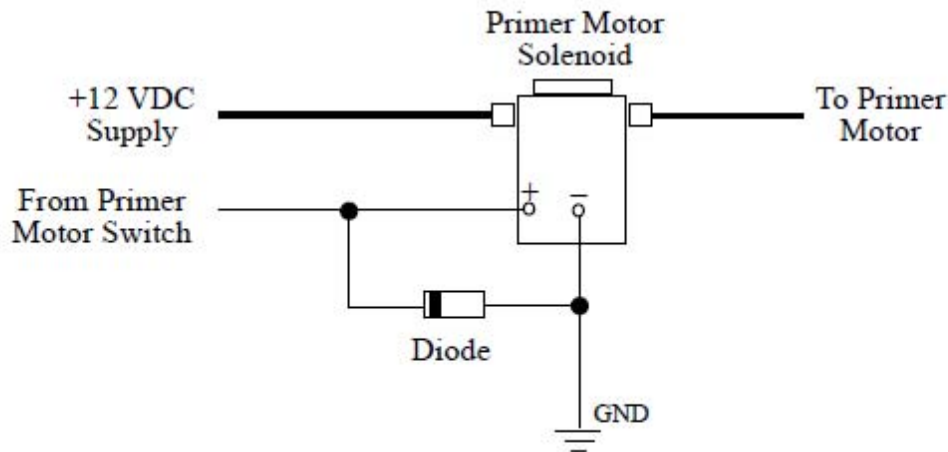 Primer Motor
Solenoid
+12 VDC
Supply
To Primer
Motor
+
−
From Primer
Motor Switch
Diode
GND